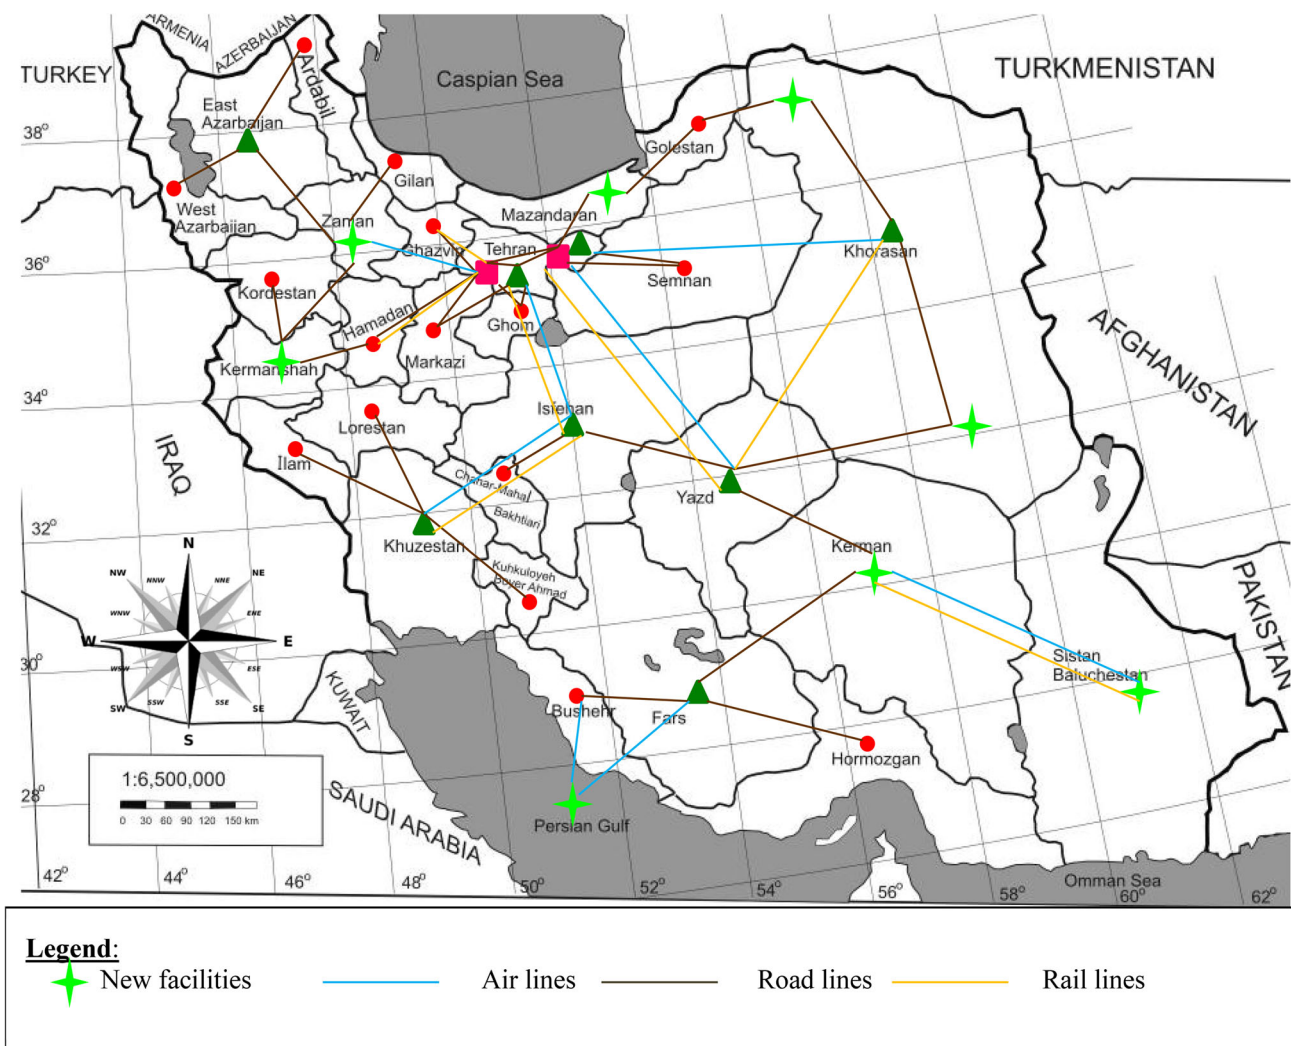 ARMENIA
AZERBAIJAN
TURKEY
Caspian Sea
TURKMENISTAN
Ardabil
East
Azarbaijan
38°
Golestan
Gilan
West
Azarbaijan
Zaman
Mazandaran
Ghazvin
Tehran
Khorasan
36°
Semnan
Kordestan
Hamadan
Ghom
Markazi
Kermanshah
AFGHANISTAN
34°
Isfehan
Lorestan
IRAQ
Ilam
Chahar-Mahal
Bakhtiari
Yazd
32°
Khuzestan
Kerman
Kuhkuloyeh
Boyer Ahmad
PAKISTAN
N
NW
NNW
NNE
NE
WNW
ENE
W
E
WSW
ESE
SW
SSW
SSE
SE
S
30°
KUWAIT
Sistan
Baluchestan
Bushehr
Fars
Hormozgan
1:6,500,000
0 30 60 90 120 150 km
28°
SAUDI ARABIA
Persian Gulf
Omman Sea
42° 44° 46° 48° 50° 52° 54° 56° 58° 60° 62°
Legend:
New facilities Air lines Road lines Rail lines